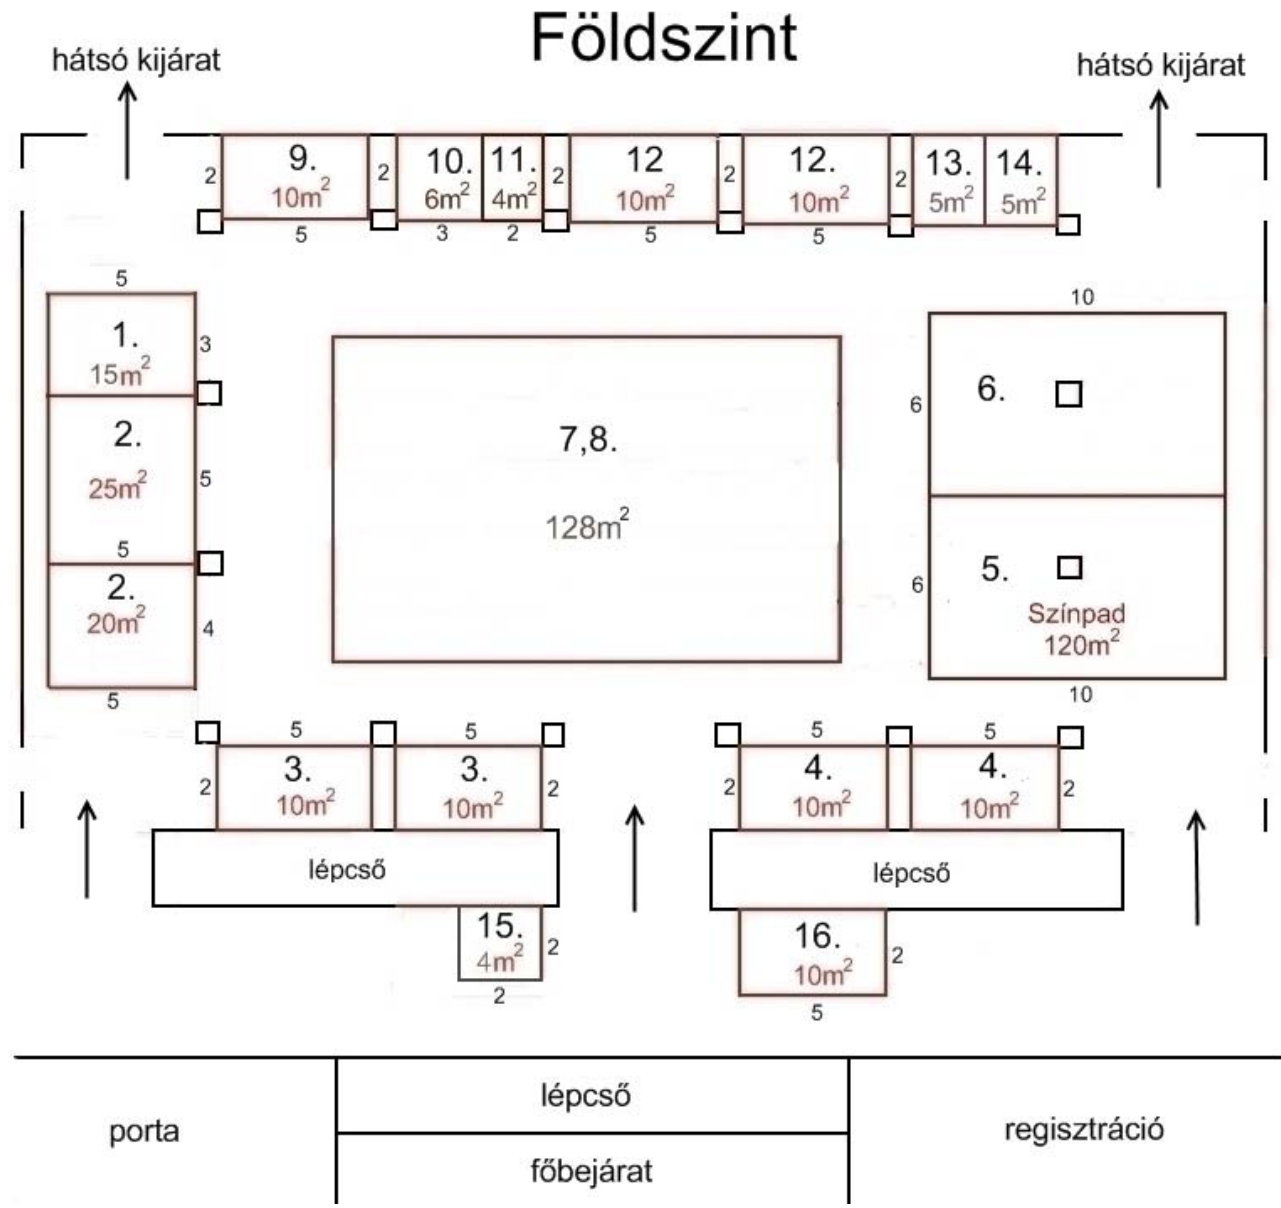 Földszint
hátsó kijárat
hátsó kijárat
2
9.
10m²
5
2
10.
6m²
3
11.
4m²
2
2
12
10m²
5
2
12.
10m²
5
2
13.
5m²
14.
5m²
5
1.
15m²
3
2.
25m²
5
5
2.
20m²
4
5
7,8.
128m²
10
6.
6
5.
6
Színpad
120m²
10
5
2
3.
10m²
5
3.
10m²
2
5
2
4.
10m²
5
4.
10m²
2
lépcső
lépcső
15.
4m²
2
2
16.
10m²
2
5
porta
lépcső
főbejárat
regisztráció